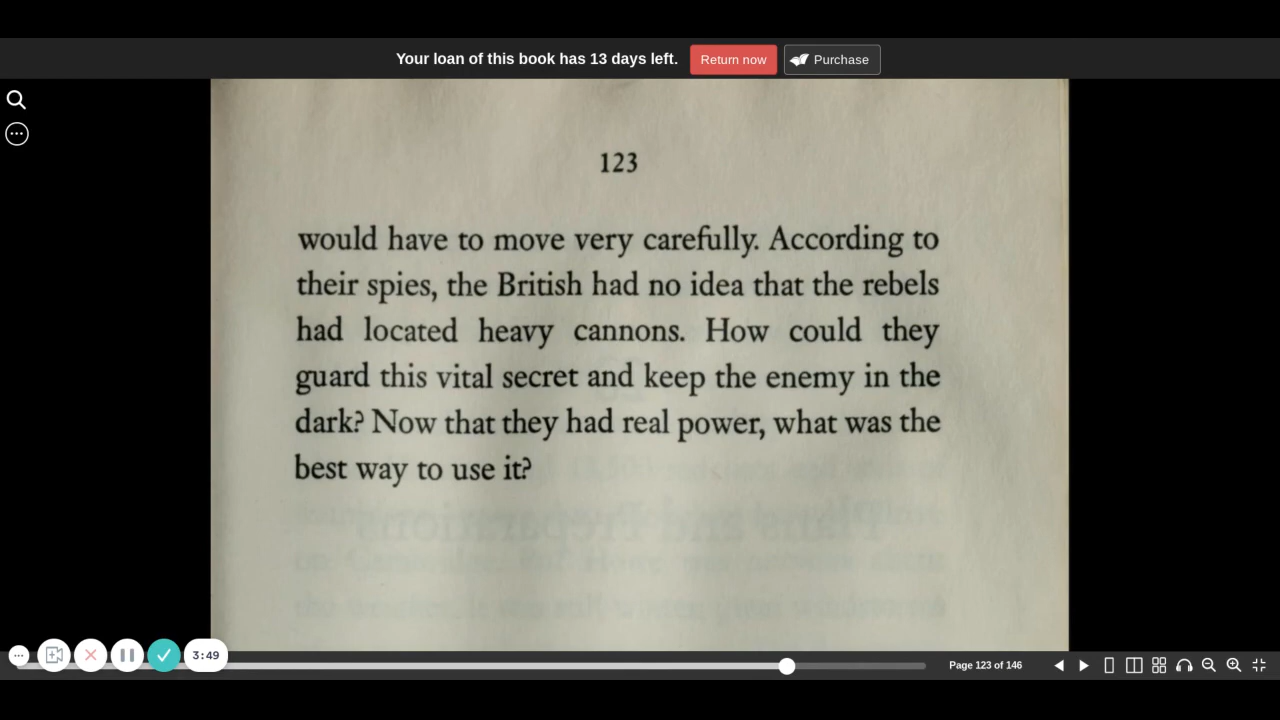 Your loan of this book has 13 days left. Return now Purchase
123
would have to move very carefully. According to
their spies, the British had no idea that the rebels
had located heavy cannons. How could they
guard this vital secret and keep the enemy in the
dark? Now that they had real power, what was the
best way to use it?
3:49
Page 123 of 146